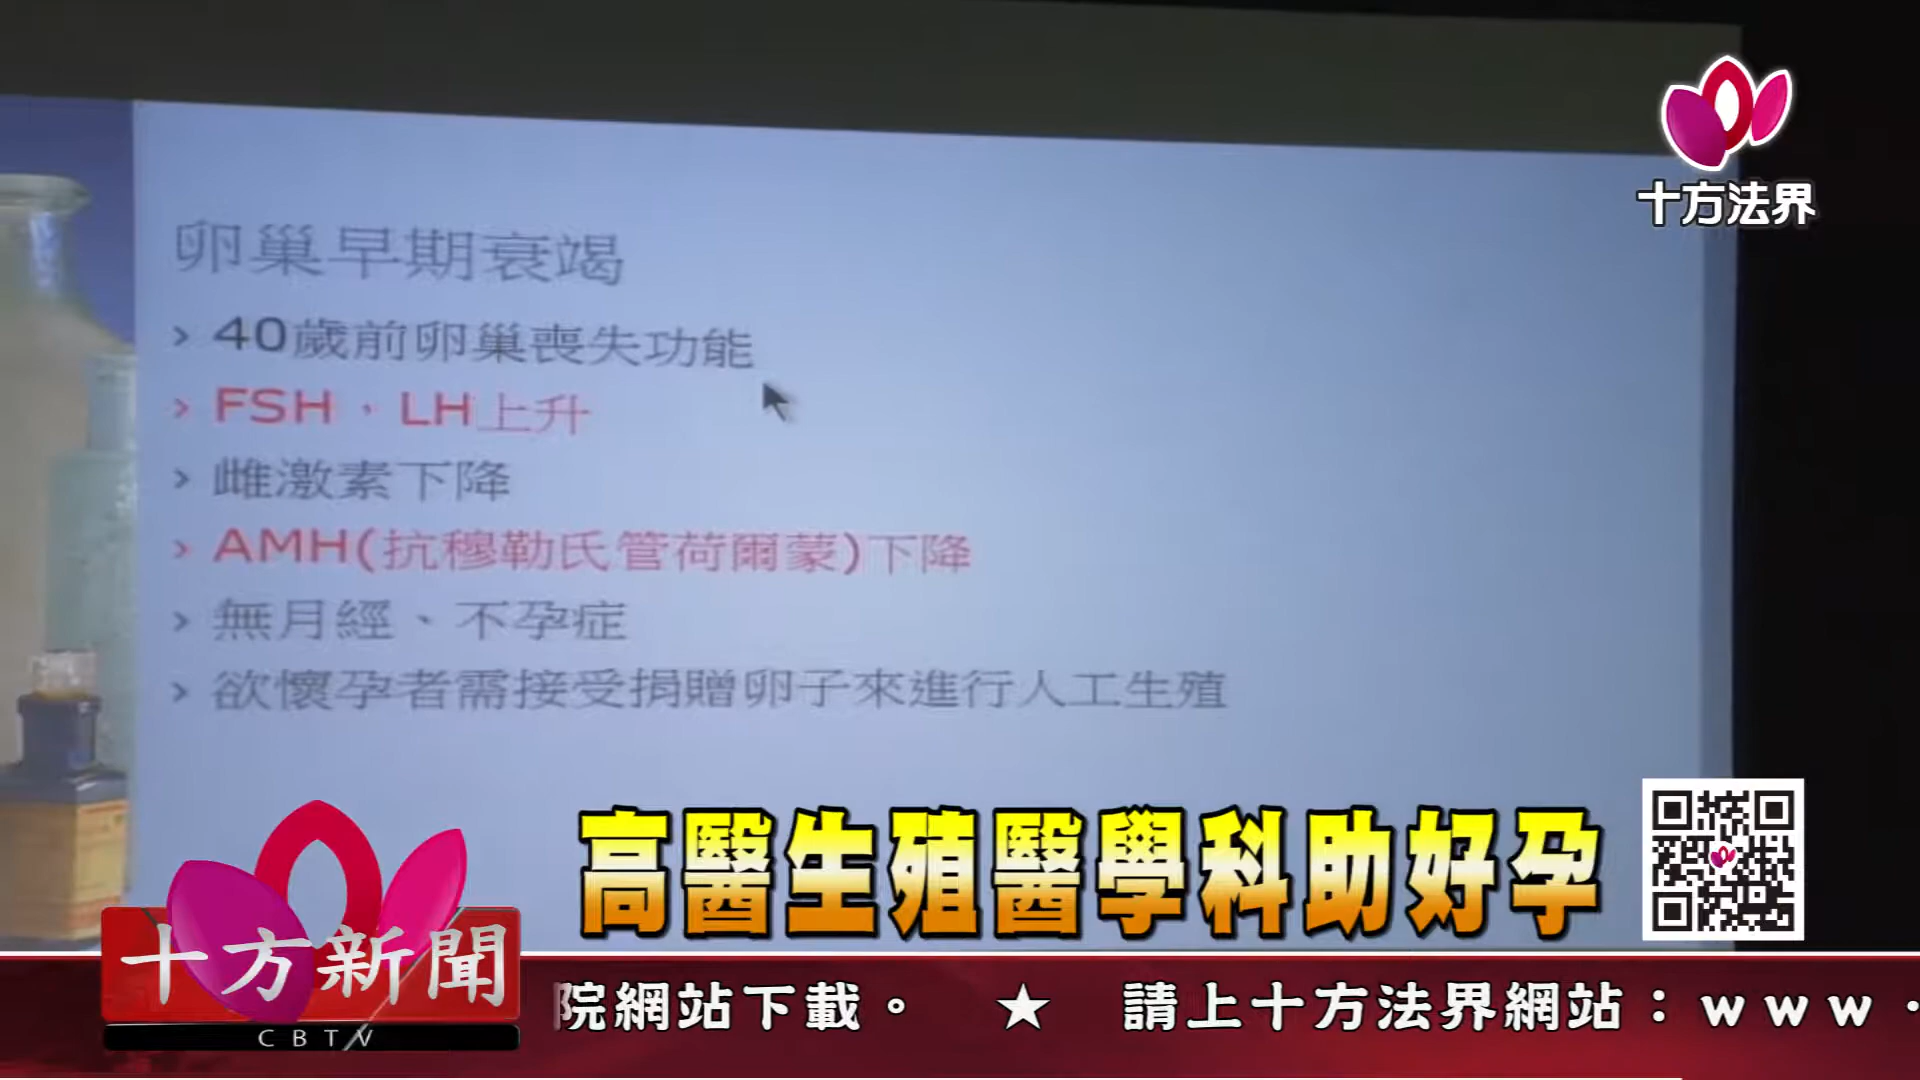 十方法界
卵巢早期衰竭
› 40歲前卵巢喪失功能
› FSH，LH上升
› 雌激素下降
› AMH(抗穆勒氏管荷爾蒙)下降
› 無月經、不孕症
› 欲懷孕者需接受捐贈卵子來進行人工生殖
高醫生殖醫學科助好孕
十方新聞
CBTV
院網站下載。 ★ 請上十方法界網站：www.